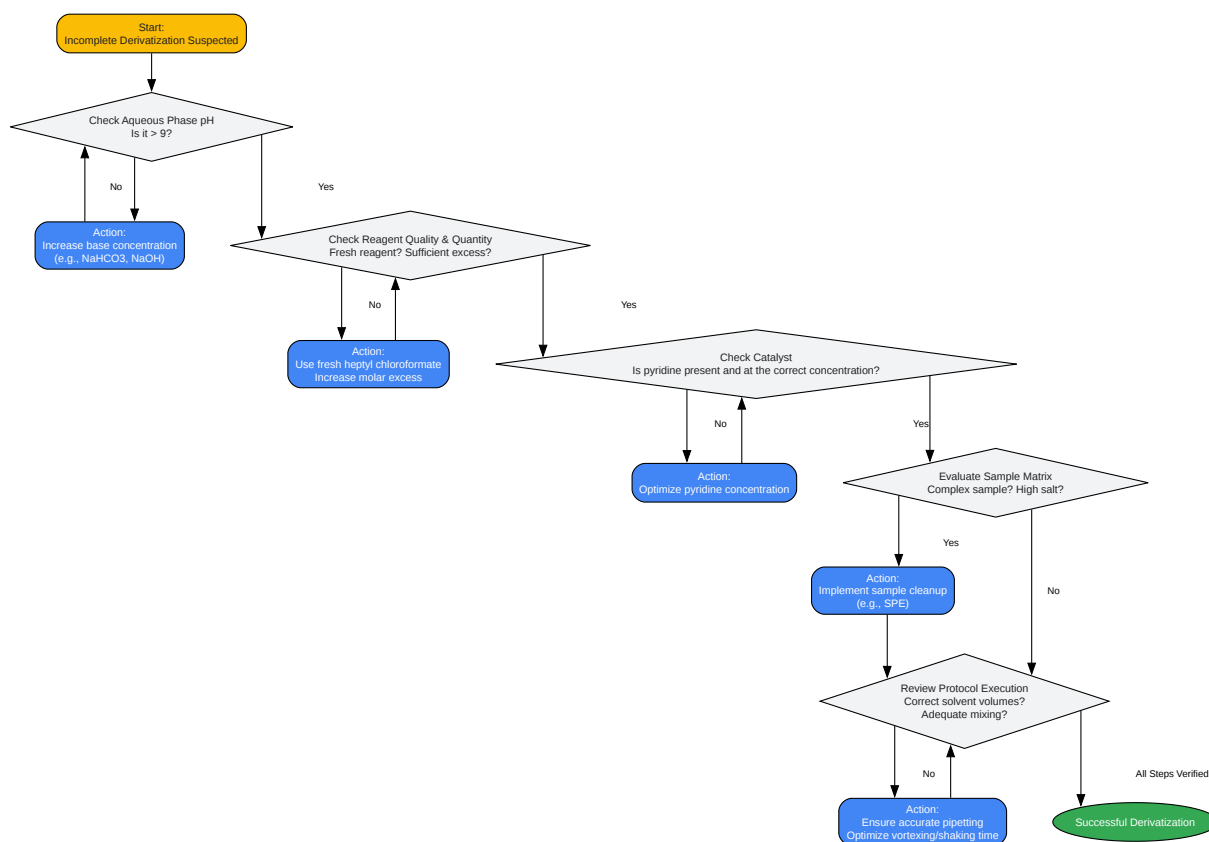 Start:
Incomplete Derivatization Suspected
Check Aqueous Phase pH
Is it > 9?
No
Yes
Action:
Increase base concentration
(e.g., NaHCO3, NaOH)
Check Reagent Quality & Quantity
Fresh reagent? Sufficient excess?
No
Yes
Action:
Use fresh heptyl chloroformate
Increase molar excess
Check Catalyst
Is pyridine present and at the correct concentration?
No
Yes
Action:
Optimize pyridine concentration
Evaluate Sample Matrix
Complex sample? High salt?
Yes
No
Action:
Implement sample cleanup
(e.g., SPE)
Review Protocol Execution
Correct solvent volumes?
Adequate mixing?
No
All Steps Verified
Action:
Ensure accurate pipetting
Optimize vortexing/shaking time
Successful Derivatization